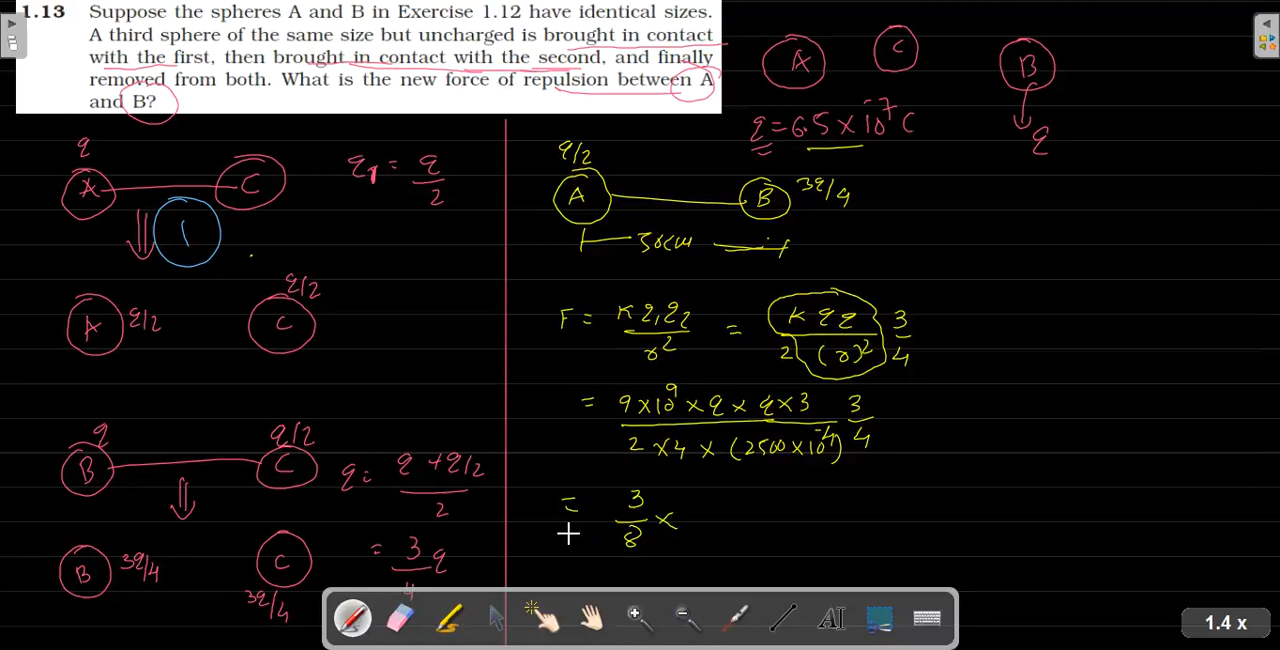 1.13 Suppose the spheres A and B in Exercise 1.12 have identical sizes.
A third sphere of the same size but uncharged is brought in contact
with the first, then brought in contact with the second, and finally
removed from both. What is the new force of repulsion between A
and B?
A C B
q = 6.5 × 10⁻⁷ C
q
q
A C
q₁ = q/2
1
q/2
A q/2 C
q q/2
B C
q = q + q/2 / 2
= 3/4 q
B 3q/4 C
3q/4
q/2
A B 3q/4
30cm
F = K q₁q₂ / r² = K q q / 2 (r)² 3/4
= 9 × 10⁹ × q × q × 3 / 2 × 4 × (2500 × 10⁻⁴) 3/4
= 3/8 ×
AI
1.4 x